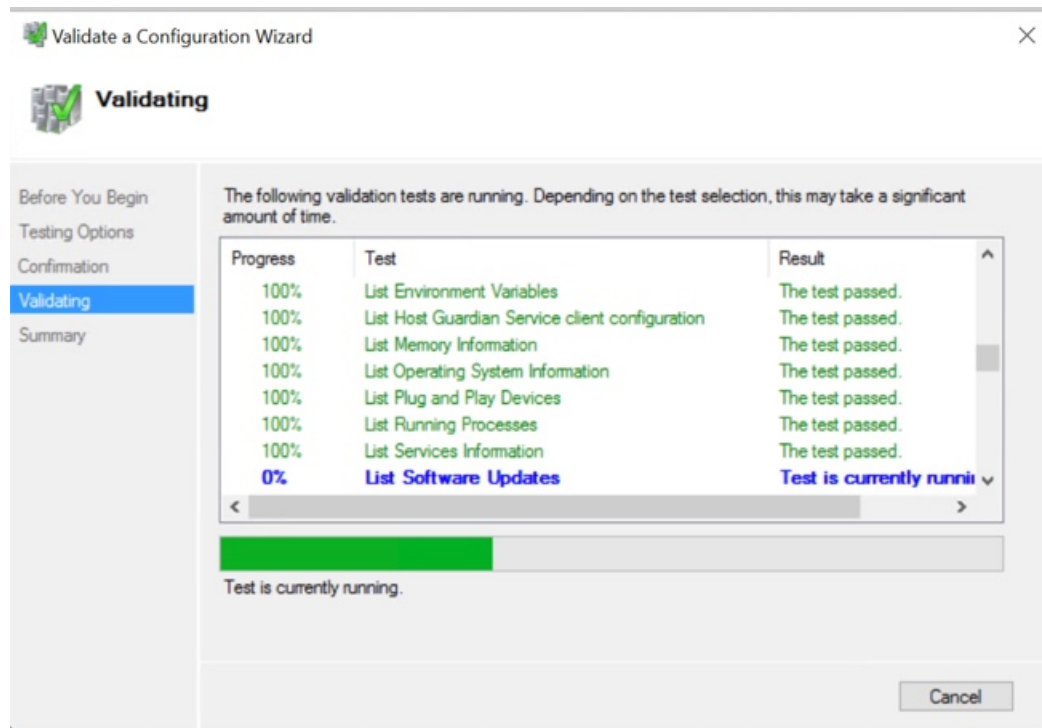 Validate a Configuration Wizard
Validating
Before You Begin
Testing Options
Confirmation
Validating
Summary
The following validation tests are running. Depending on the test selection, this may take a significant
amount of time.
Progress Test Result
100% List Environment Variables The test passed.
100% List Host Guardian Service client configuration The test passed.
100% List Memory Information The test passed.
100% List Operating System Information The test passed.
100% List Plug and Play Devices The test passed.
100% List Running Processes The test passed.
100% List Services Information The test passed.
0% List Software Updates Test is currently
Test is currently running.
Cancel